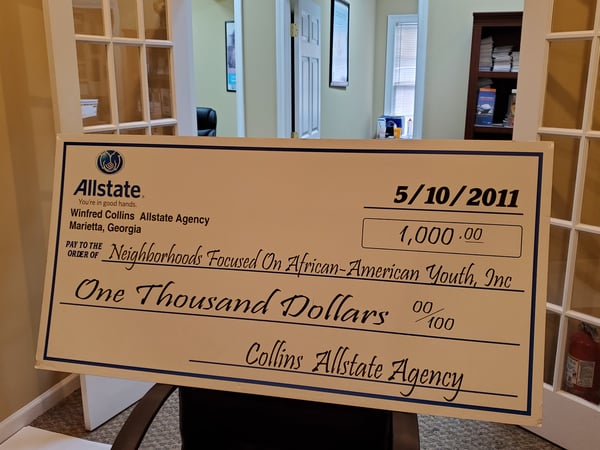 Allstate®
You're in good hands.
Winfred Collins Allstate Agency
Marietta, Georgia
5/10/2011
1,000.00
PAY TO THE ORDER OF Neighborhoods Focused On African-American Youth, Inc
One Thousand Dollars 00/100
Collins Allstate Agency